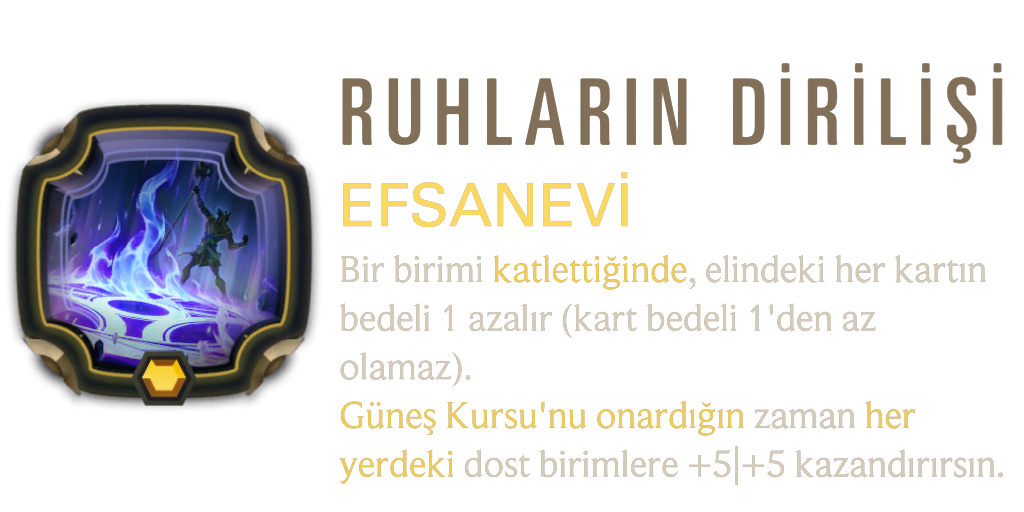 RUHLARIN DİRİLİŞİ
EFSANEVİ
Bir birimi katlettiğinde, elindeki her kartın
bedeli 1 azalır (kart bedeli 1'den az
olamaz).
Güneş Kursu'nu onardığın zaman her
yerdeki dost birimlere +5|+5 kazandırırsın.